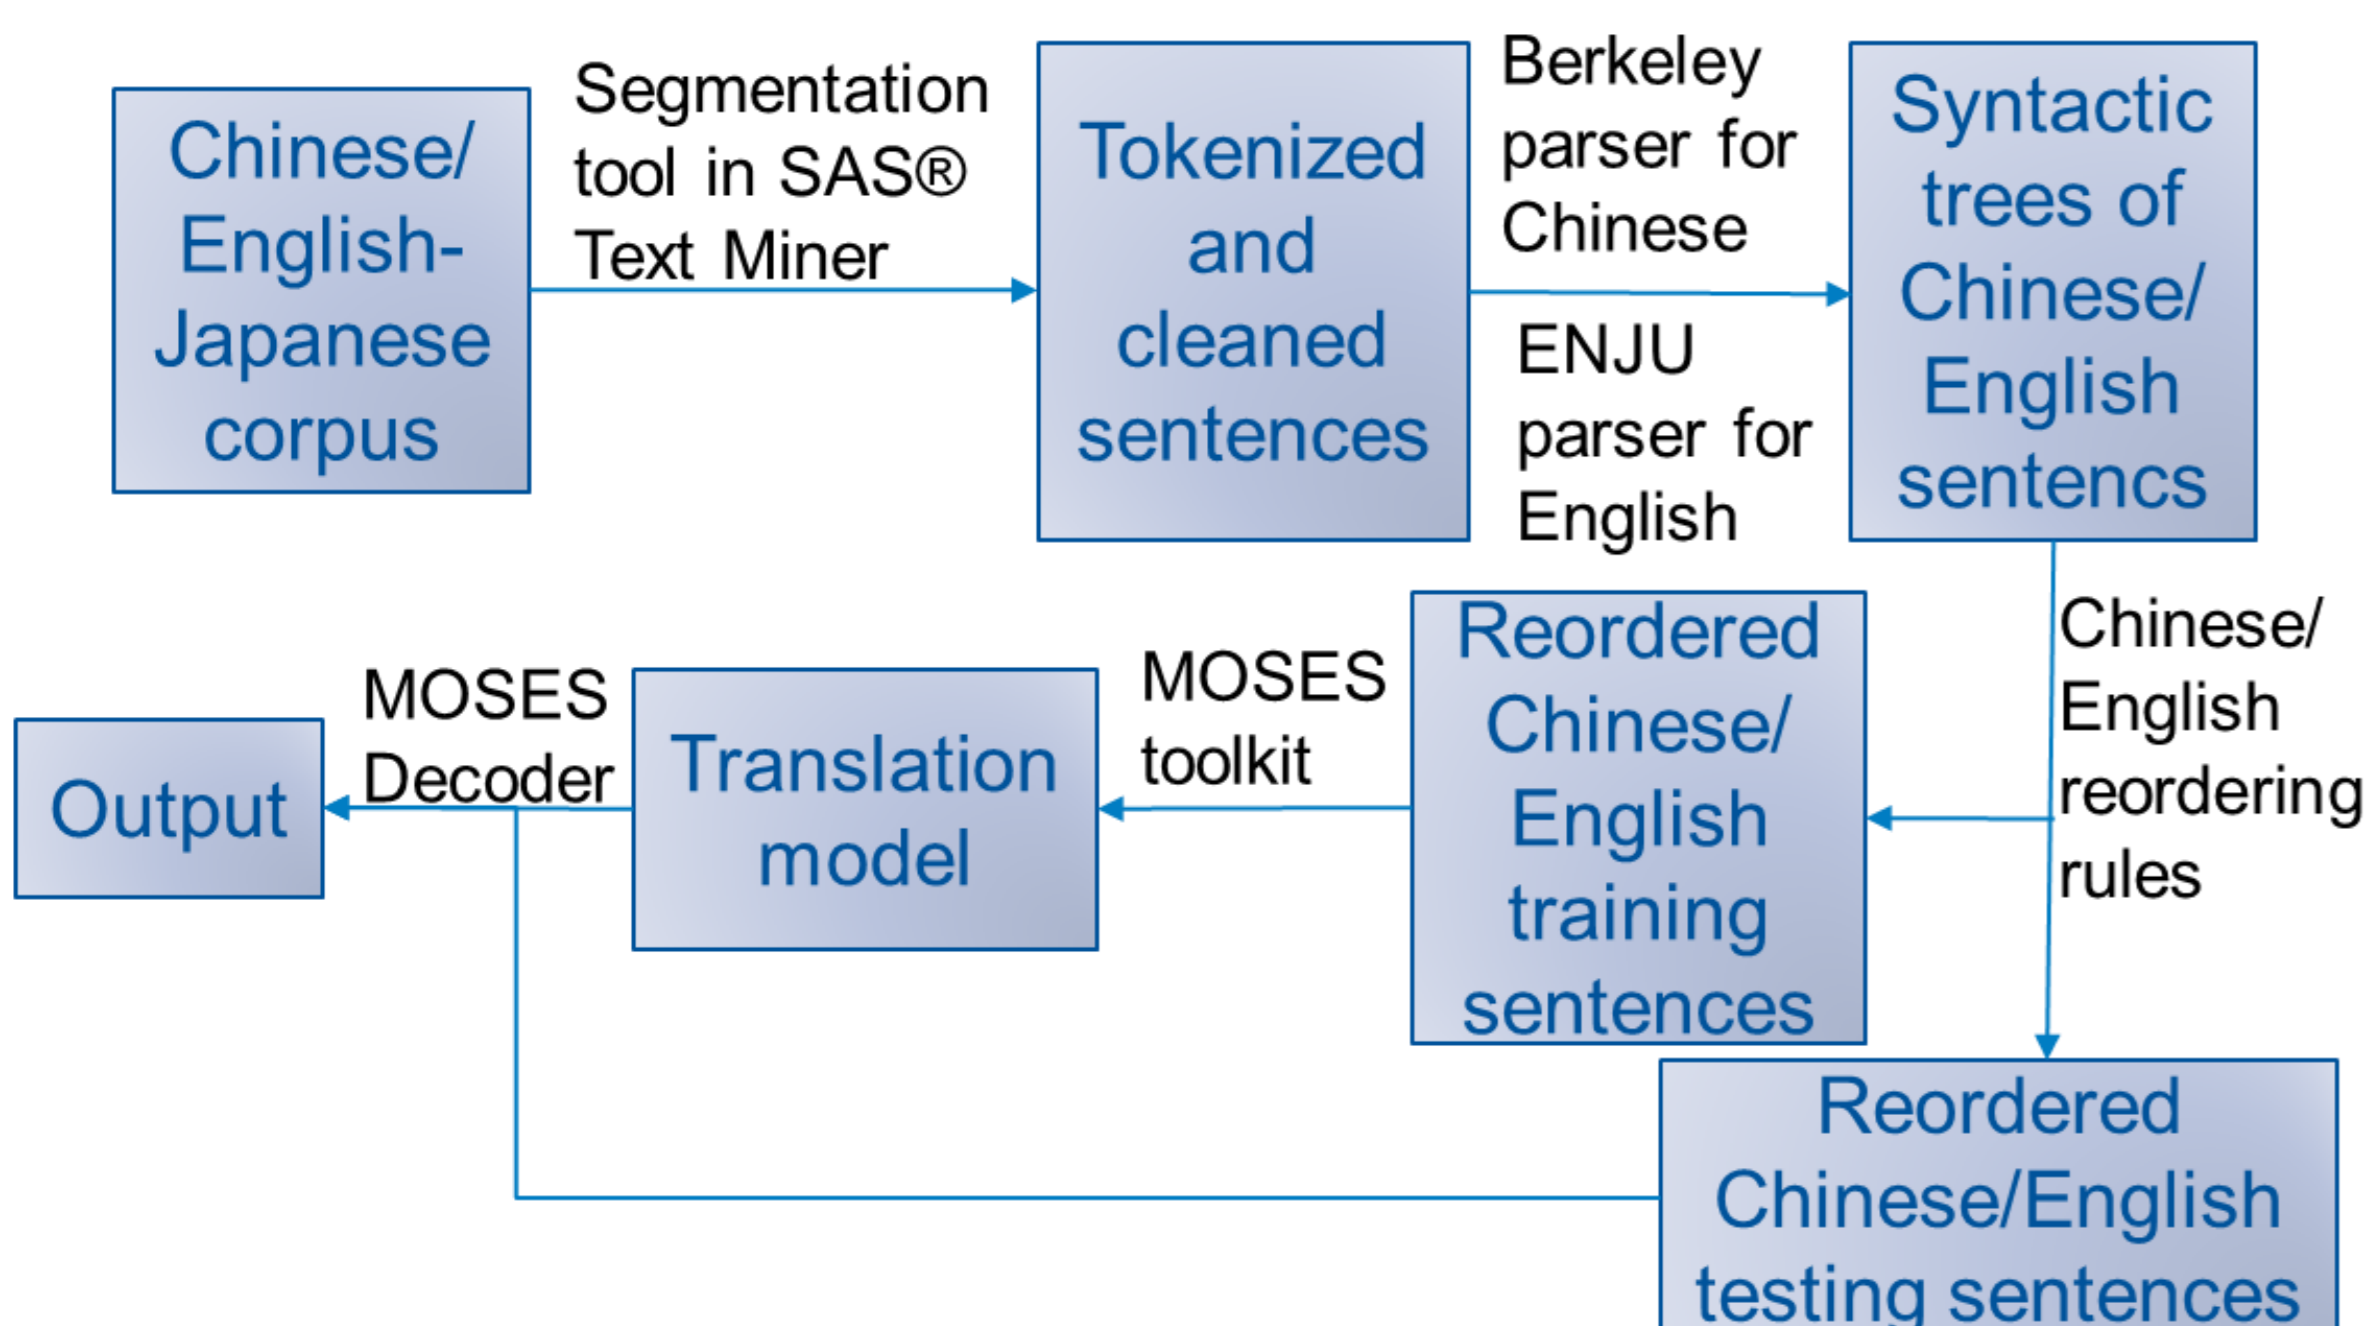 Chinese/
English-
Japanese
corpus
Segmentation
tool in SAS®
Text Miner
Tokenized
and
cleaned
sentences
Berkeley
parser for
Chinese
ENJU
parser for
English
Syntactic
trees of
Chinese/
English
sentencs
Chinese/
English
reordering
rules
Reordered
Chinese/
English
training
sentences
MOSES
toolkit
Translation
model
MOSES
Decoder
Output
Reordered
Chinese/English
testing sentences